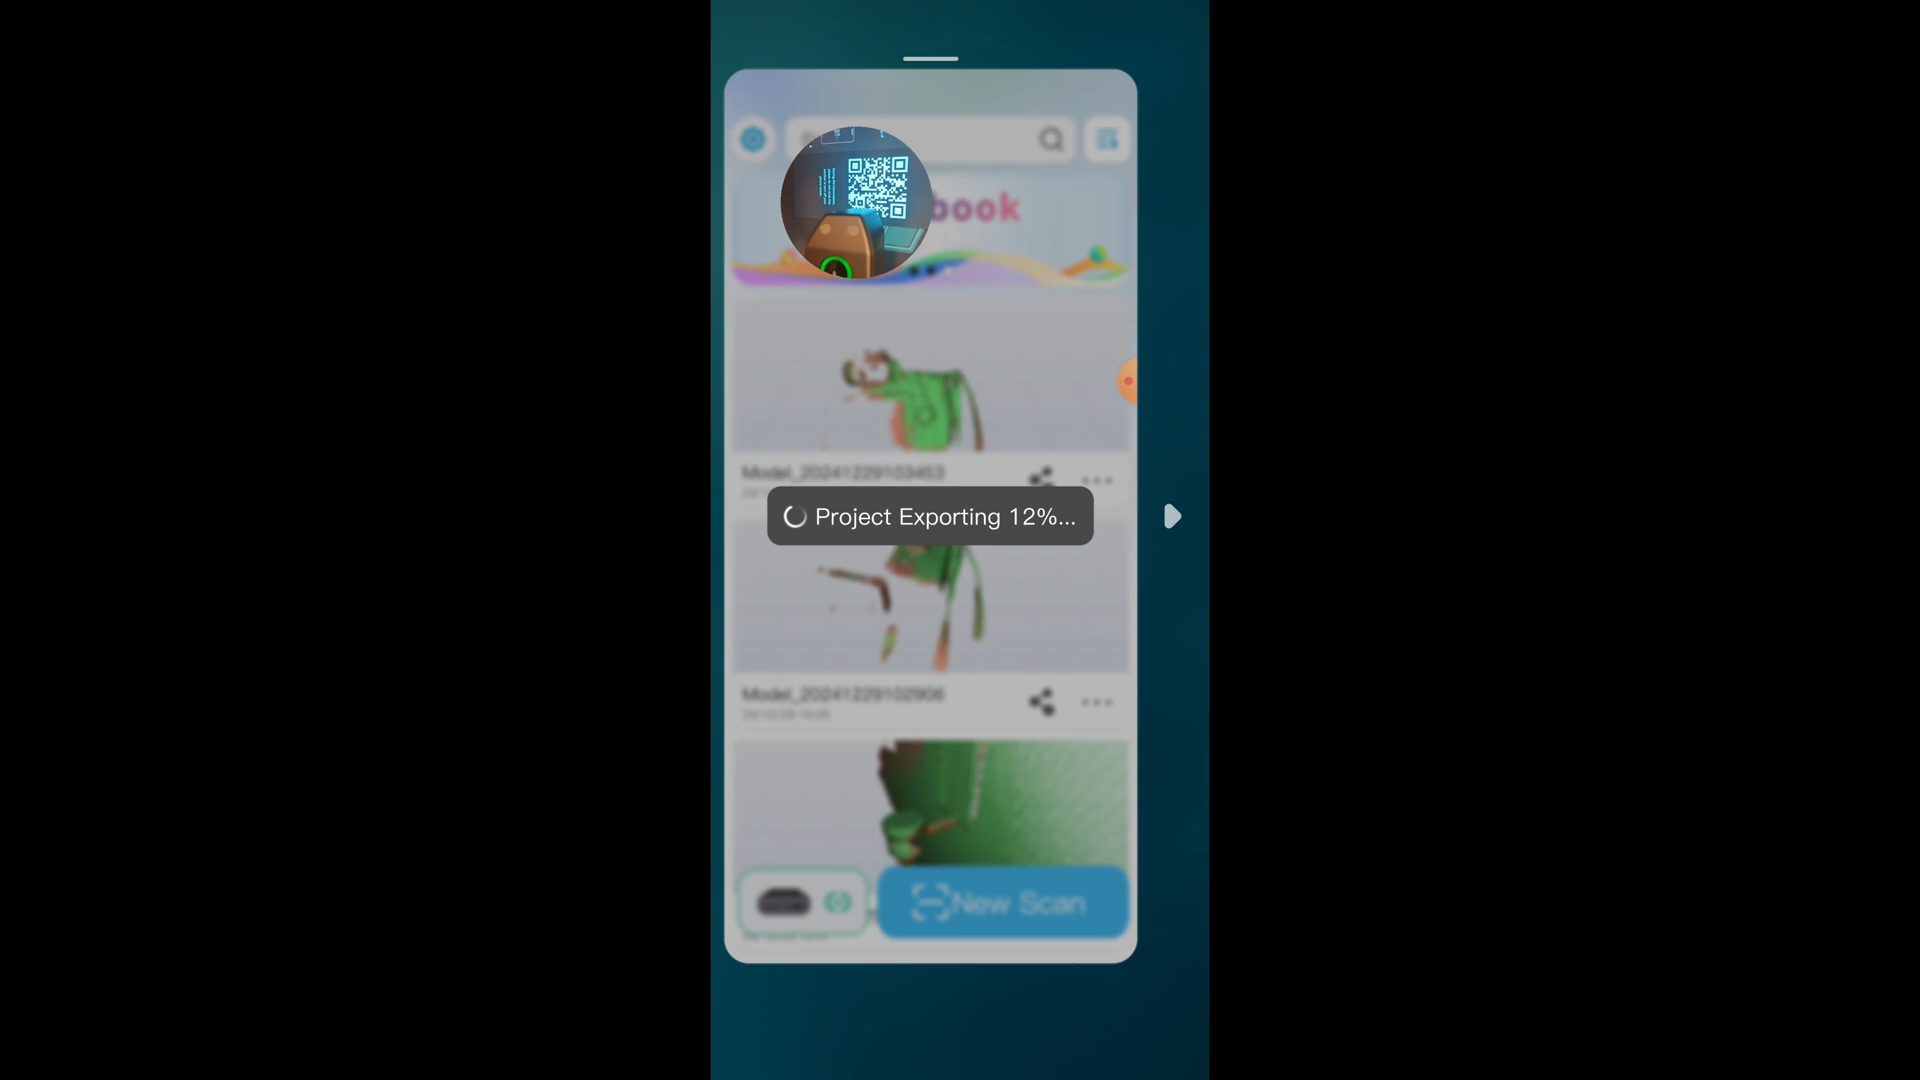 book
Model_20241229103453
Project Exporting 12%...
Model_20241229102906
New Scan